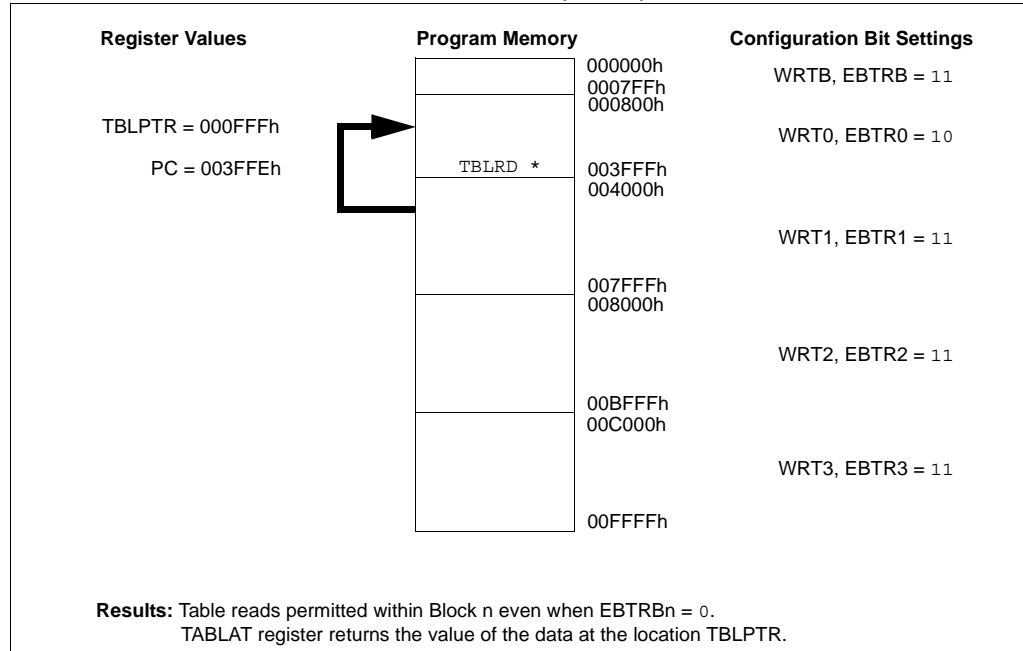 Register Values
Program Memory
Configuration Bit Settings
000000h
WRTB, EBTRB = 11
0007FFh
000800h
TBLPTR = 000FFFh
WRT0, EBTR0 = 10
PC = 003FFEh
TBLRD *
003FFFh
004000h
WRT1, EBTR1 = 11
007FFFh
008000h
WRT2, EBTR2 = 11
00BFFFh
00C000h
WRT3, EBTR3 = 11
00FFFFh
Results: Table reads permitted within Block n even when EBTRBn = 0.
TABLAT register returns the value of the data at the location TBLPTR.